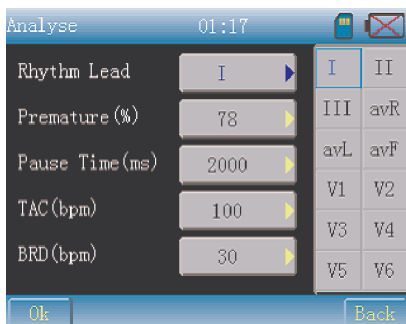 Analyse 01:17
Rhythm Lead I
Premature(%) 78
Pause Time(ms) 2000
TAC(bpm) 100
BRD(bpm) 30
I II
III avR
avL avF
V1 V2
V3 V4
V5 V6
Ok Back